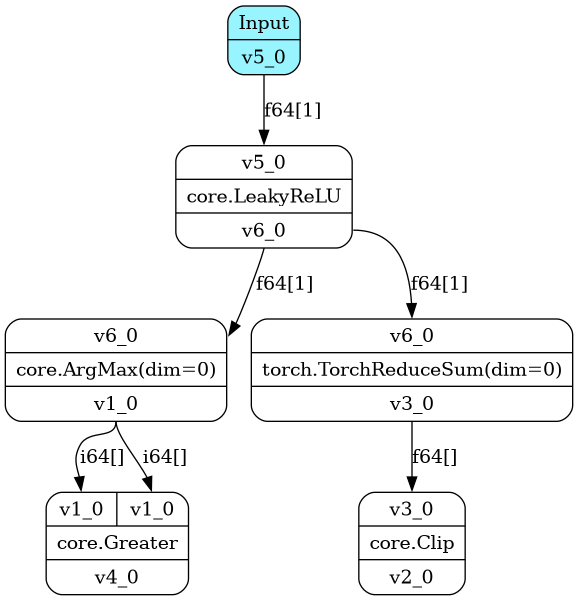 Input
v5_0
f64[1]
v5_0
core.LeakyReLU
v6_0
f64[1]
f64[1]
v6_0
core.ArgMax(dim=0)
v1_0
v6_0
torch.TorchReduceSum(dim=0)
v3_0
i64[]
i64[]
f64[]
v1_0 v1_0
core.Greater
v4_0
v3_0
core.Clip
v2_0